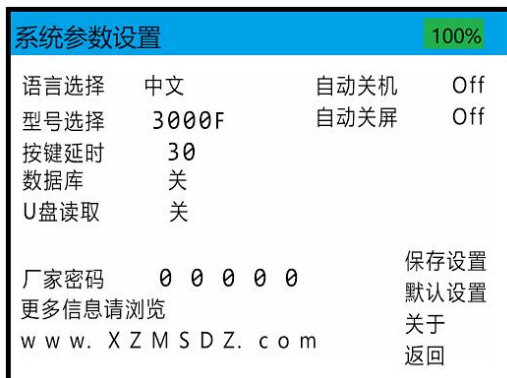 系统参数设置 100%
语言选择 中文 自动关机 Off
型号选择 3000F 自动关屏 Off
按键延时 30
数据库 关
U盘读取 关
保存设置
厂家密码 0 0 0 0 0 默认设置
更多信息请浏览 关于
www. XZMSDZ. com 返回